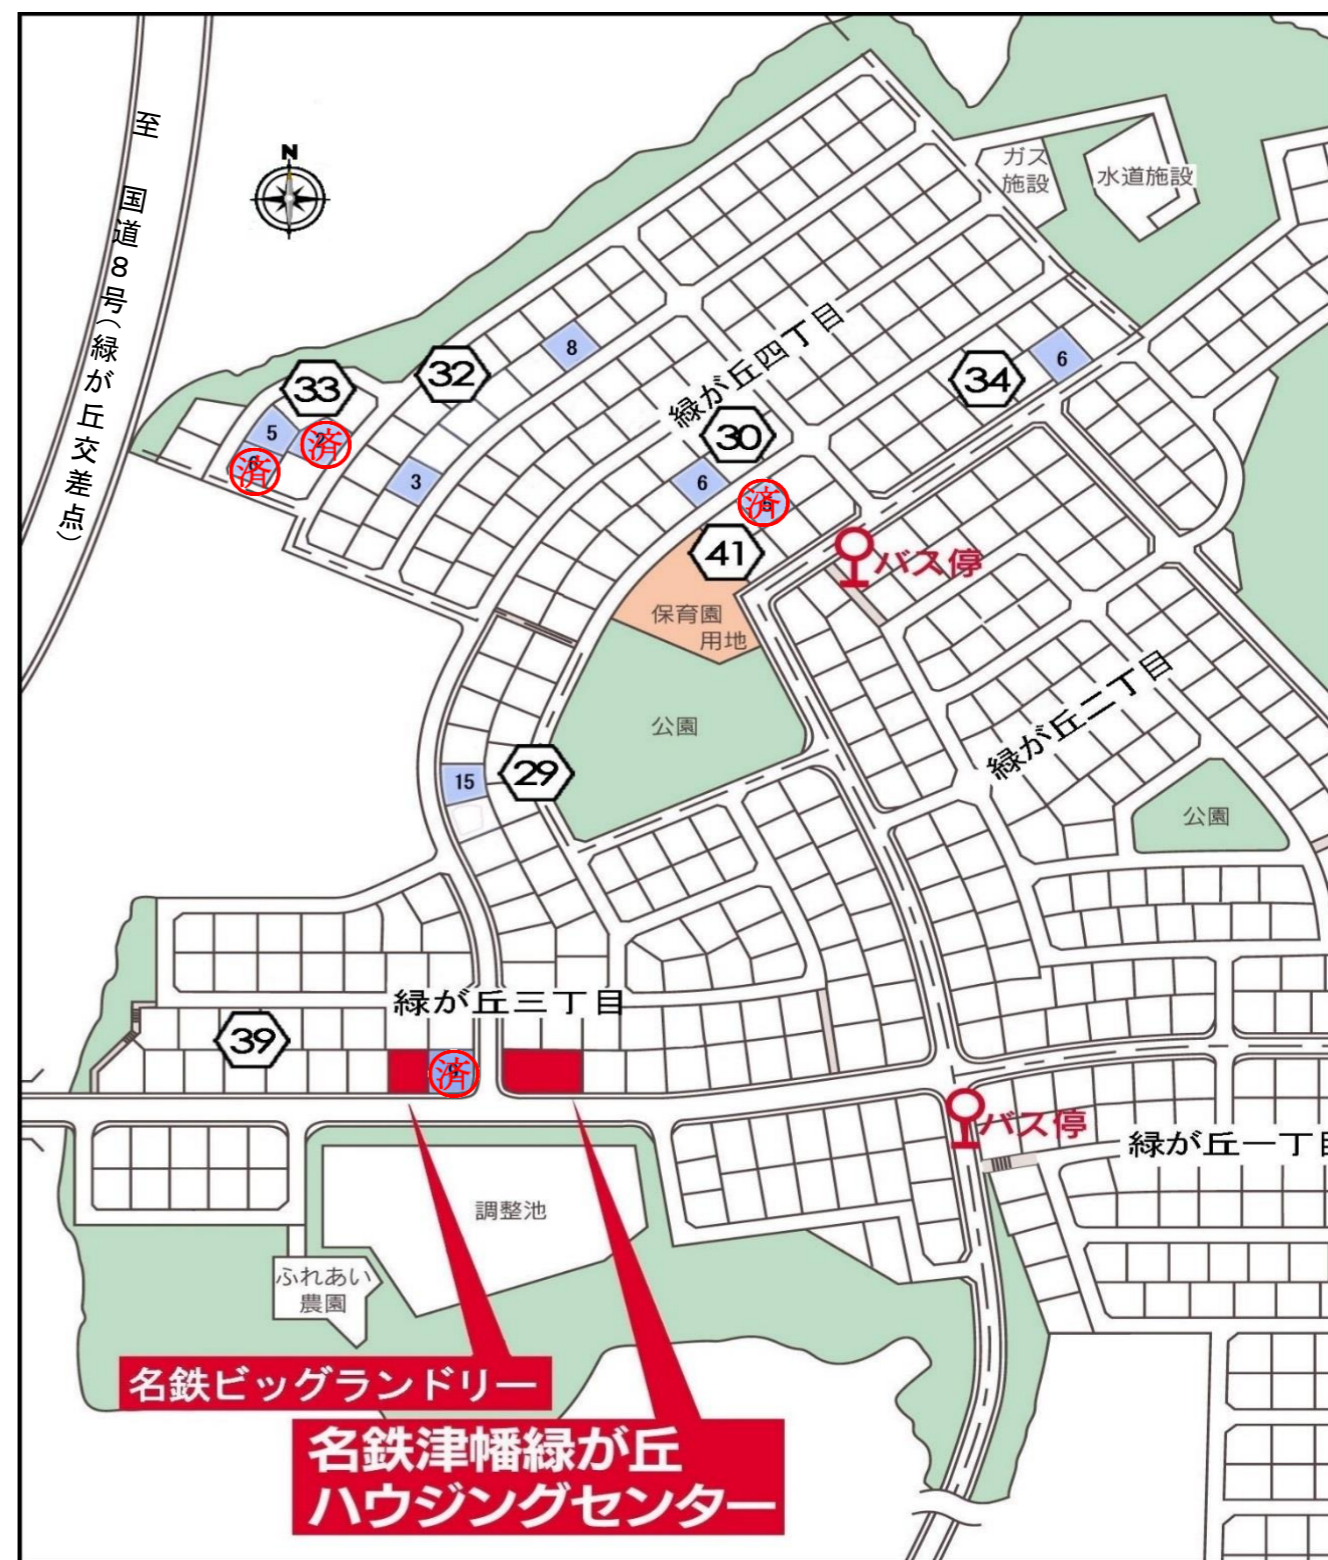 N
至 国道8号(緑が丘交差点)
ガス
施設
水道施設
8
33
32
6
34
緑が丘四丁目
5
済
2
済
6
30
3
6
済
5
41
バス停
保育園
用地
緑が丘二丁目
公園
29
15
公園
緑が丘三丁目
39
済
9
バス停
緑が丘一丁目
調整池
ふれあい
農園
名鉄ビッグランドリー
名鉄津幡緑が丘
ハウジングセンター